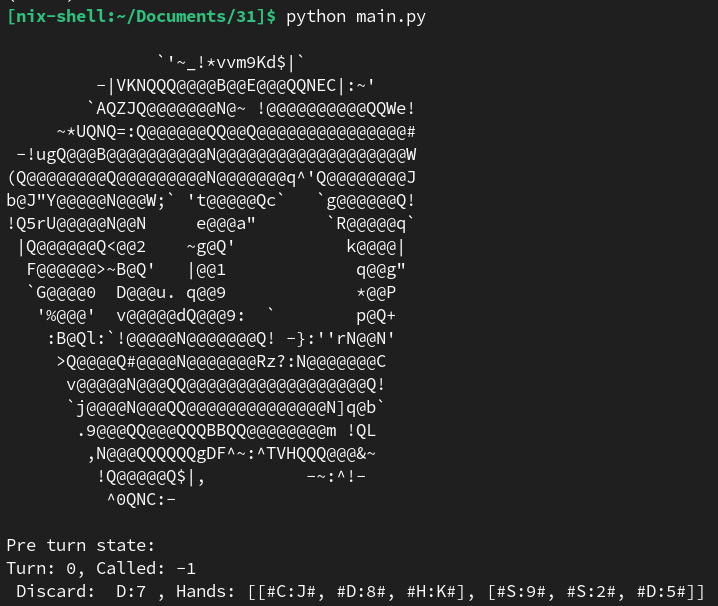 [nix-shell:~/Documents/31]$ python main.py
               `'~_!*vvm9Kd$|`
         -|VKNQQQ@@@@B@@E@@@QQNEC|:~'
        `AQZJQ@@@@@@@N@~ !@@@@@@@@@@QQWe!
     ~*UQNQ=:Q@@@@@@QQ@@Q@@@@@@@@@@@@@@@#
 -!ugQ@@@B@@@@@@@@@@N@@@@@@@@@@@@@@@@@@@W
(Q@@@@@@@@Q@@@@@@@@@N@@@@@@@q^'Q@@@@@@@@J
b@J"Y@@@@@N@@@W;` 't@@@@@Qc`   `g@@@@@@Q!
!Q5rU@@@@@N@@N     e@@@a"       `R@@@@@q`
 |Q@@@@@@Q<@@2    ~g@Q'           k@@@@|
  F@@@@@@>~B@Q'   |@@1             q@@g"
  `G@@@@0  D@@@u. q@@9             *@@P
   '%@@@'  v@@@@@dQ@@@9:  `        p@Q+
    :B@Ql:`!@@@@@N@@@@@@@Q! -}:''rN@@N'
     >Q@@@@Q#@@@@N@@@@@@@Rz?:N@@@@@@@C
      v@@@@@N@@@QQ@@@@@@@@@@@@@@@@@@Q!
      `j@@@@N@@@QQ@@@@@@@@@@@@@@N]q@b`
       .9@@@QQ@@@QQQBBQQ@@@@@@@@m !QL
        ,N@@@QQQQQQgDF^~:^TVHQQQ@@@&~
         !Q@@@@@Q$|,          -~:^!-
          ^0QNC:-
Pre turn state:
Turn: 0, Called: -1
 Discard:  D:7 , Hands: [[#C:J#, #D:8#, #H:K#], [#S:9#, #S:2#, #D:5#]]